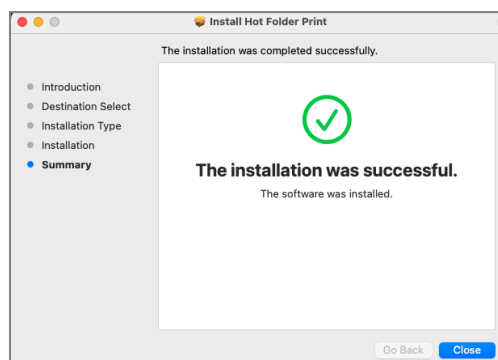 Install Hot Folder Print
The installation was completed successfully.
Introduction
Destination Select
Installation Type
Installation
Summary
The installation was successful.
The software was installed.
Go Back
Close